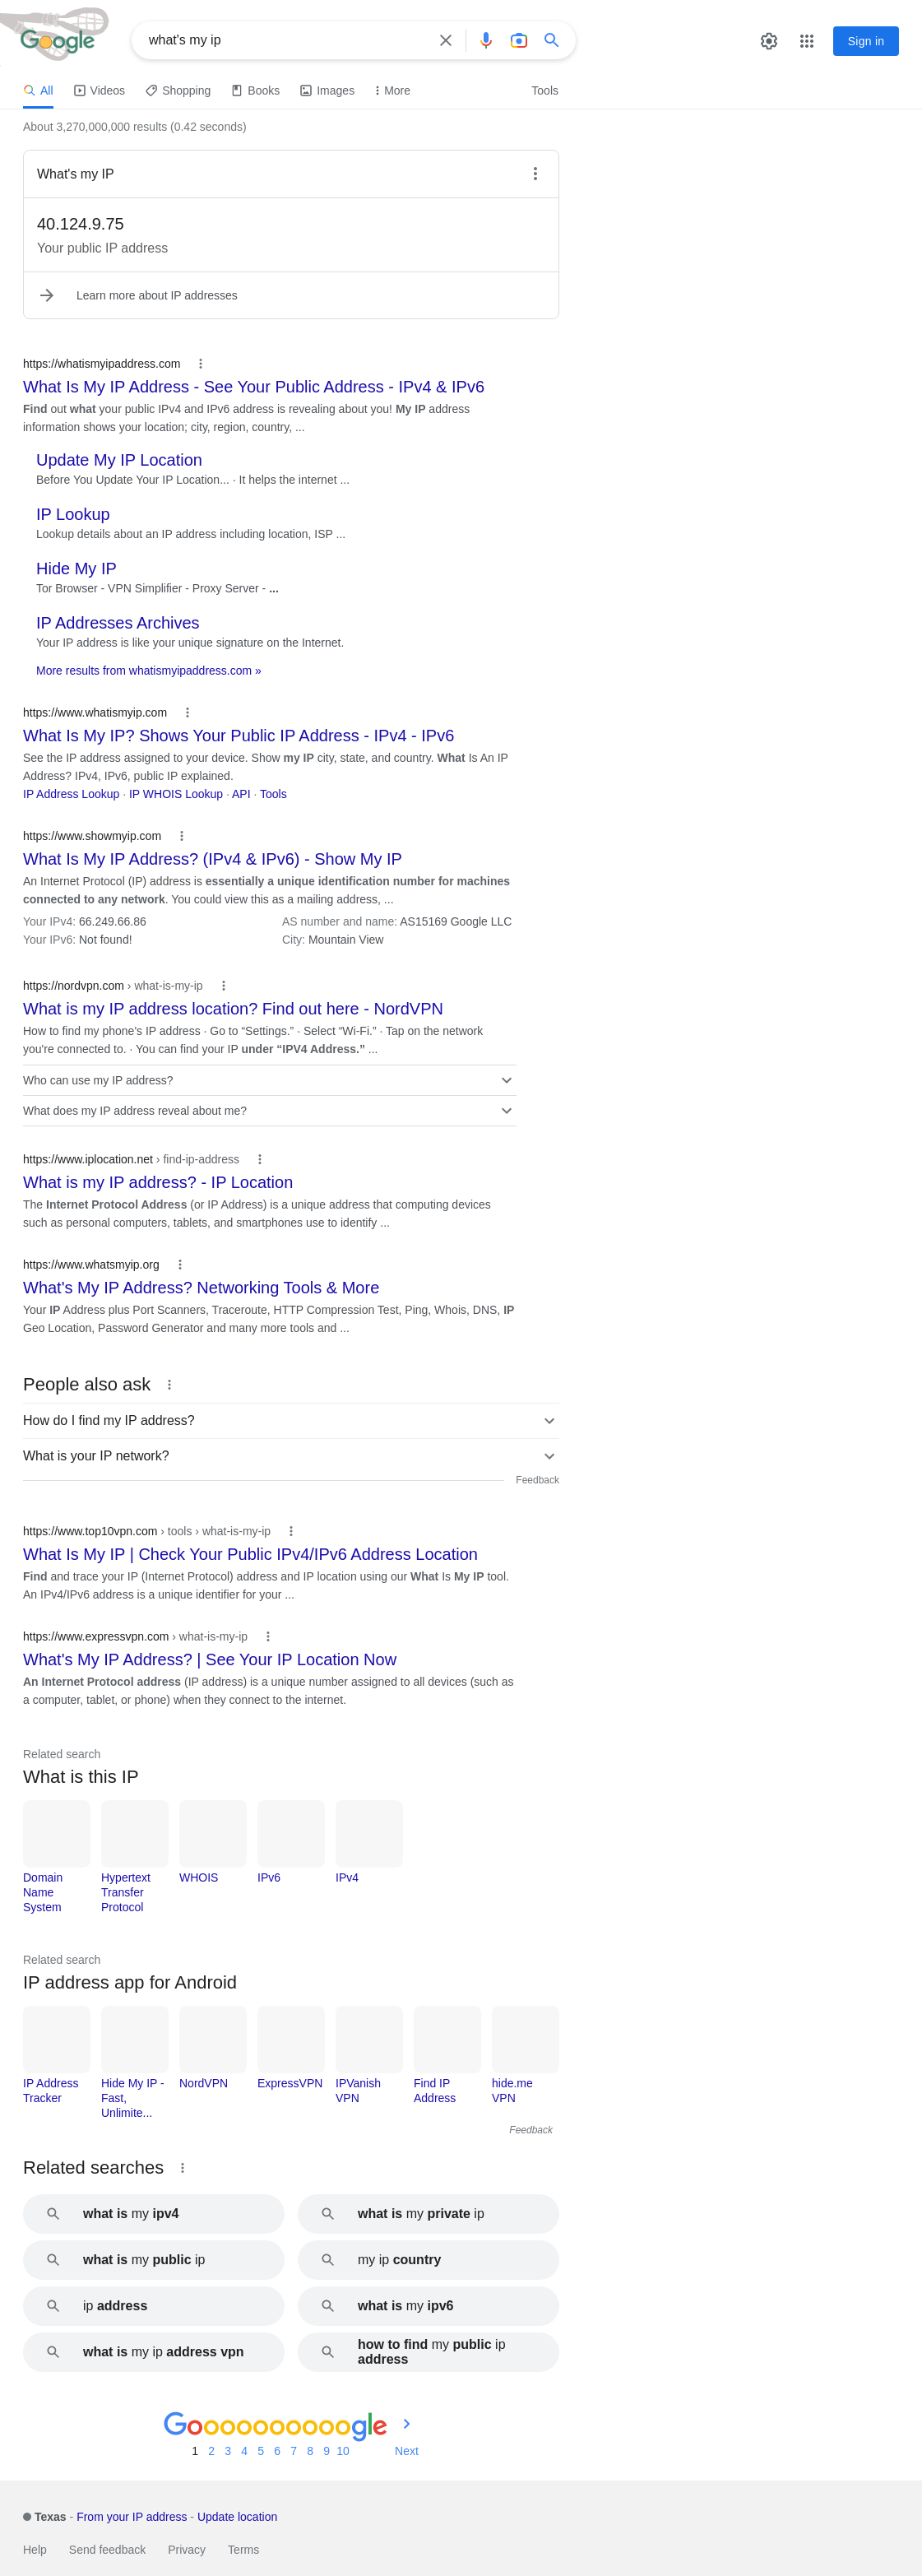 Google
what's my ip
Sign in
All Videos Shopping Books Images More Tools
About 3,270,000,000 results (0.42 seconds)
What's my IP
40.124.9.75
Your public IP address
Learn more about IP addresses
https://whatismyipaddress.com
What Is My IP Address - See Your Public Address - IPv4 & IPv6
Find out what your public IPv4 and IPv6 address is revealing about you! My IP address
information shows your location; city, region, country, ...
Update My IP Location
Before You Update Your IP Location... · It helps the internet ...
IP Lookup
Lookup details about an IP address including location, ISP ...
Hide My IP
Tor Browser - VPN Simplifier - Proxy Server - ...
IP Addresses Archives
Your IP address is like your unique signature on the Internet.
More results from whatismyipaddress.com »
https://www.whatismyip.com
What Is My IP? Shows Your Public IP Address - IPv4 - IPv6
See the IP address assigned to your device. Show my IP city, state, and country. What Is An IP
Address? IPv4, IPv6, public IP explained.
IP Address Lookup · IP WHOIS Lookup · API · Tools
https://www.showmyip.com
What Is My IP Address? (IPv4 & IPv6) - Show My IP
An Internet Protocol (IP) address is essentially a unique identification number for machines
connected to any network. You could view this as a mailing address, ...
Your IPv4: 66.249.66.86 AS number and name: AS15169 Google LLC
Your IPv6: Not found! City: Mountain View
https://nordvpn.com › what-is-my-ip
What is my IP address location? Find out here - NordVPN
How to find my phone's IP address · Go to “Settings.” · Select “Wi-Fi.” · Tap on the network
you're connected to. · You can find your IP under “IPV4 Address.” ...
Who can use my IP address?
What does my IP address reveal about me?
https://www.iplocation.net › find-ip-address
What is my IP address? - IP Location
The Internet Protocol Address (or IP Address) is a unique address that computing devices
such as personal computers, tablets, and smartphones use to identify ...
https://www.whatsmyip.org
What's My IP Address? Networking Tools & More
Your IP Address plus Port Scanners, Traceroute, HTTP Compression Test, Ping, Whois, DNS, IP
Geo Location, Password Generator and many more tools and ...
People also ask
How do I find my IP address?
What is your IP network?
Feedback
https://www.top10vpn.com › tools › what-is-my-ip
What Is My IP | Check Your Public IPv4/IPv6 Address Location
Find and trace your IP (Internet Protocol) address and IP location using our What Is My IP tool.
An IPv4/IPv6 address is a unique identifier for your ...
https://www.expressvpn.com › what-is-my-ip
What's My IP Address? | See Your IP Location Now
An Internet Protocol address (IP address) is a unique number assigned to all devices (such as
a computer, tablet, or phone) when they connect to the internet.
Related search
What is this IP
Domain
Name
System
Hypertext
Transfer
Protocol
WHOIS
IPv6
IPv4
Related search
IP address app for Android
IP Address
Tracker
Hide My IP -
Fast,
Unlimite...
NordVPN
ExpressVPN
IPVanish
VPN
Find IP
Address
hide.me
VPN
Feedback
Related searches
what is my ipv4
what is my private ip
what is my public ip
my ip country
ip address
what is my ipv6
what is my ip address vpn
how to find my public ip
address
Goooooooooogle
1 2 3 4 5 6 7 8 9 10 Next
Texas - From your IP address - Update location
Help Send feedback Privacy Terms